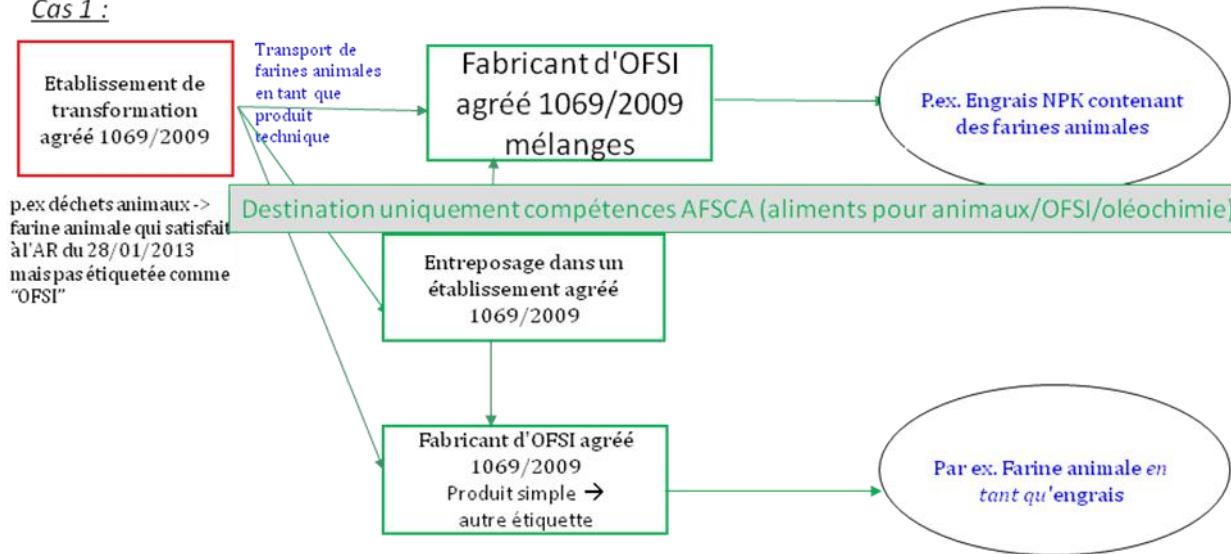 Cas 1 :
Etablissement de
transformation
agréé 1069/2009
Transport de
farines animales
en tant que
produit
technique
Fabricant d'OFSI
agréé 1069/2009
mélanges
P.ex. Engrais NPK contenant
des farines animales
p.ex déchets animaux ->
farine animale qui satisfait
à l'AR du 28/01/2013
mais pas étiquetée comme
"OFSI"
Destination uniquement compétences AFSCA (aliments pour animaux/OFSI/oléochimie)
Entreposage dans un
établissement agréé
1069/2009
Fabricant d'OFSI agréé
1069/2009
Produit simple →
autre étiquette
Par ex. Farine animale en
tant qu'engrais